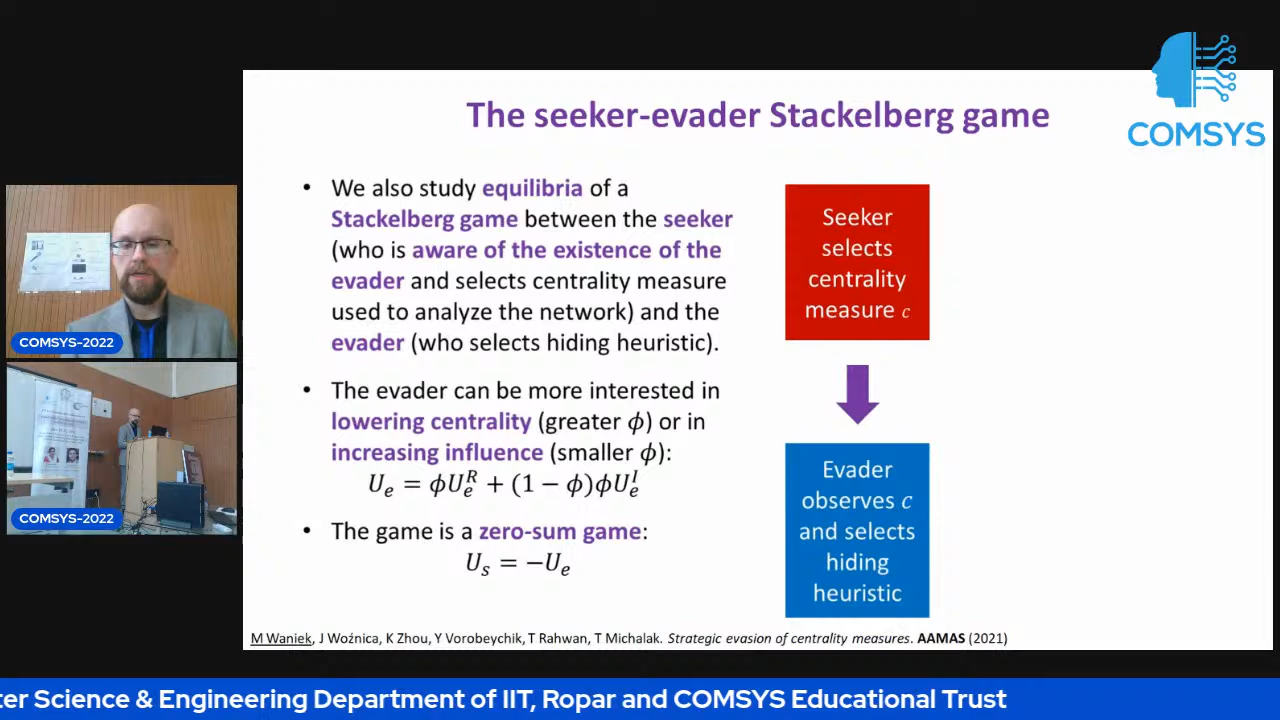 COMSYS
The seeker-evader Stackelberg game
• We also study equilibria of a
Stackelberg game between the seeker
(who is aware of the existence of the
evader and selects centrality measure
used to analyze the network) and the
evader (who selects hiding heuristic).
• The evader can be more interested in
lowering centrality (greater ϕ) or in
increasing influence (smaller ϕ):
U_e = ϕU_e^R + (1 − ϕ)ϕU_e^I
• The game is a zero-sum game:
U_s = −U_e
Seeker
selects
centrality
measure c
Evader
observes c
and selects
hiding
heuristic
M Waniek, J Woźnica, K Zhou, Y Vorobeychik, T Rahwan, T Michalak. Strategic evasion of centrality measures. AAMAS (2021)
COMSYS-2022
COMSYS-2022
ter Science & Engineering Department of IIT, Ropar and COMSYS Educational Trust